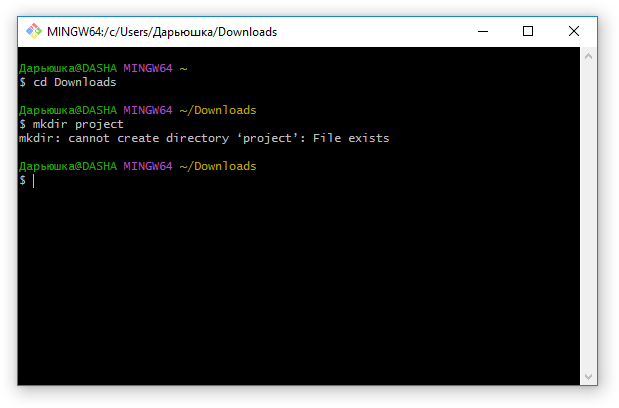 MINGW64:/c/Users/Дарьюшка/Downloads
Дарьюшка@DASHA MINGW64 ~
$ cd Downloads
Дарьюшка@DASHA MINGW64 ~/Downloads
$ mkdir project
mkdir: cannot create directory ‘project’: File exists
Дарьюшка@DASHA MINGW64 ~/Downloads
$